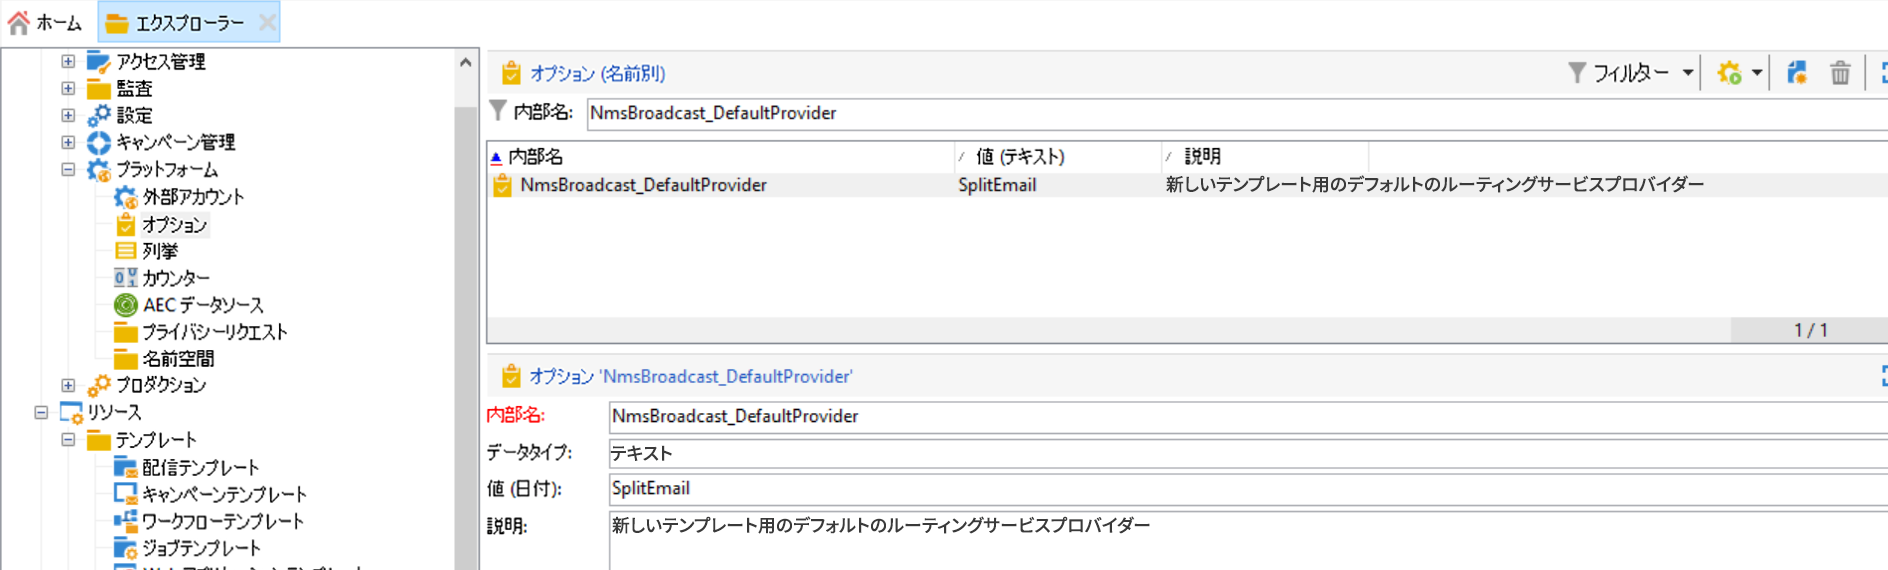 ホーム
エクスプローラー
アクセス管理
監査
設定
キャンペーン管理
プラットフォーム
外部アカウント
オプション
列挙
カウンター
AEC データソース
プライバシーリクエスト
名前空間
プロダクション
リソース
テンプレート
配信テンプレート
キャンペーンテンプレート
ワークフローテンプレート
ジョブテンプレート
オプション (名前別)
フィルター
内部名: NmsBroadcast_DefaultProvider
内部名 値 (テキスト) 説明
NmsBroadcast_DefaultProvider SplitEmail 新しいテンプレート用のデフォルトのルーティングサービスプロバイダー
1 / 1
オプション 'NmsBroadcast_DefaultProvider'
内部名: NmsBroadcast_DefaultProvider
データタイプ: テキスト
値 (日付): SplitEmail
説明: 新しいテンプレート用のデフォルトのルーティングサービスプロバイダー